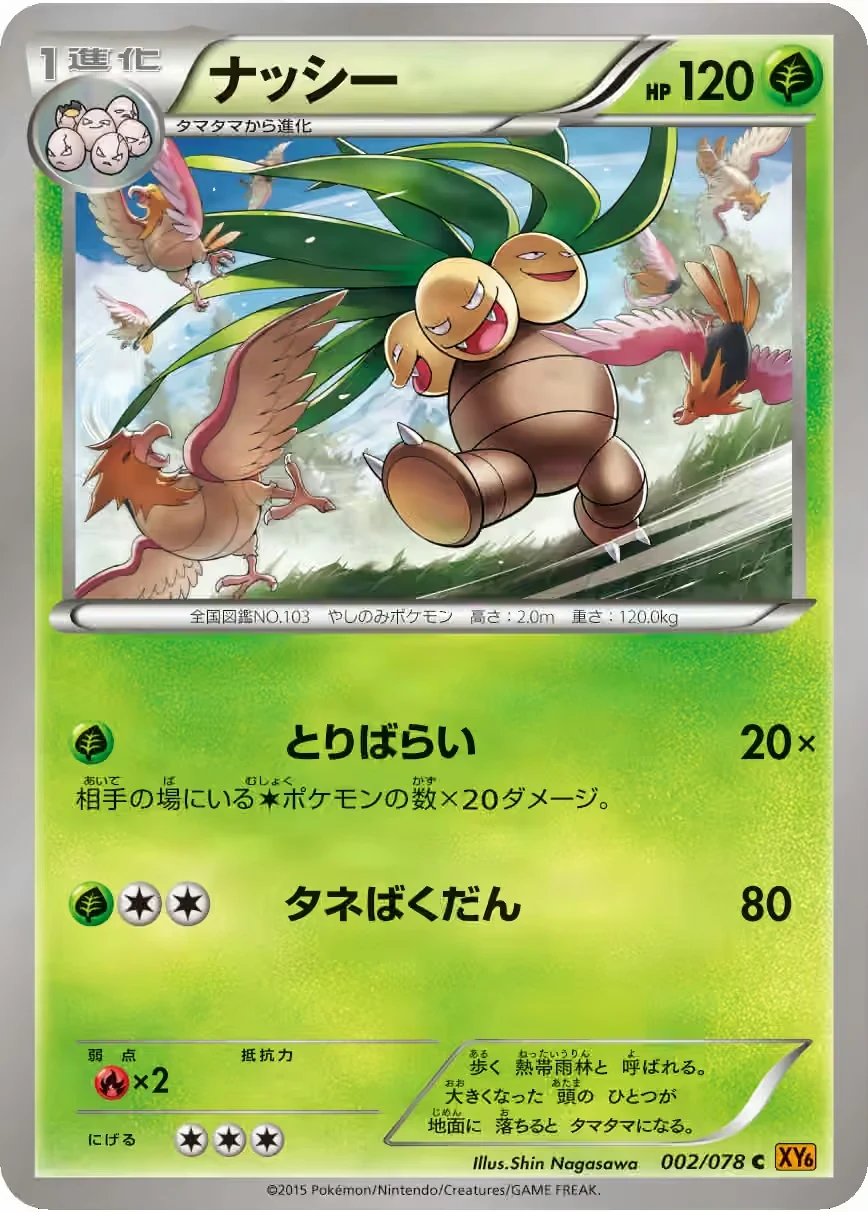 1進化
ナッシー
HP 120
タマタマから進化
全国図鑑NO.103 やしのみポケモン 高さ：2.0m 重さ：120.0kg
とりばらい 20×
相手の場にいるポケモンの数×20ダメージ。
タネばくだん 80
弱点 抵抗力
×2
にげる
歩く 熱帯雨林と 呼ばれる。
大きくなった 頭の ひとつが
地面に 落ちると タマタマになる。
Illus.Shin Nagasawa 002/078 C XY6
©2015 Pokémon/Nintendo/Creatures/GAME FREAK.